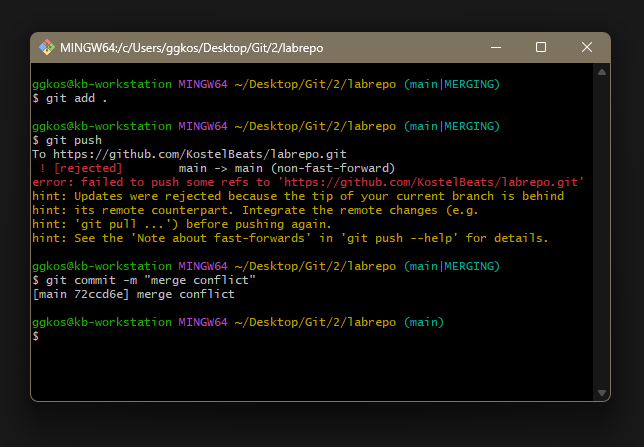 MINGW64:/c/Users/ggkos/Desktop/Git/2/labrepo
ggkos@kb-workstation MINGW64 ~/Desktop/Git/2/labrepo (main|MERGING)
$ git add .
ggkos@kb-workstation MINGW64 ~/Desktop/Git/2/labrepo (main|MERGING)
$ git push
To https://github.com/KostelBeats/labrepo.git
 ! [rejected]        main -> main (non-fast-forward)
error: failed to push some refs to 'https://github.com/KostelBeats/labrepo.git'
hint: Updates were rejected because the tip of your current branch is behind
hint: its remote counterpart. Integrate the remote changes (e.g.
hint: 'git pull ...') before pushing again.
hint: See the 'Note about fast-forwards' in 'git push --help' for details.
ggkos@kb-workstation MINGW64 ~/Desktop/Git/2/labrepo (main|MERGING)
$ git commit -m "merge conflict"
[main 72ccd6e] merge conflict
ggkos@kb-workstation MINGW64 ~/Desktop/Git/2/labrepo (main)
$